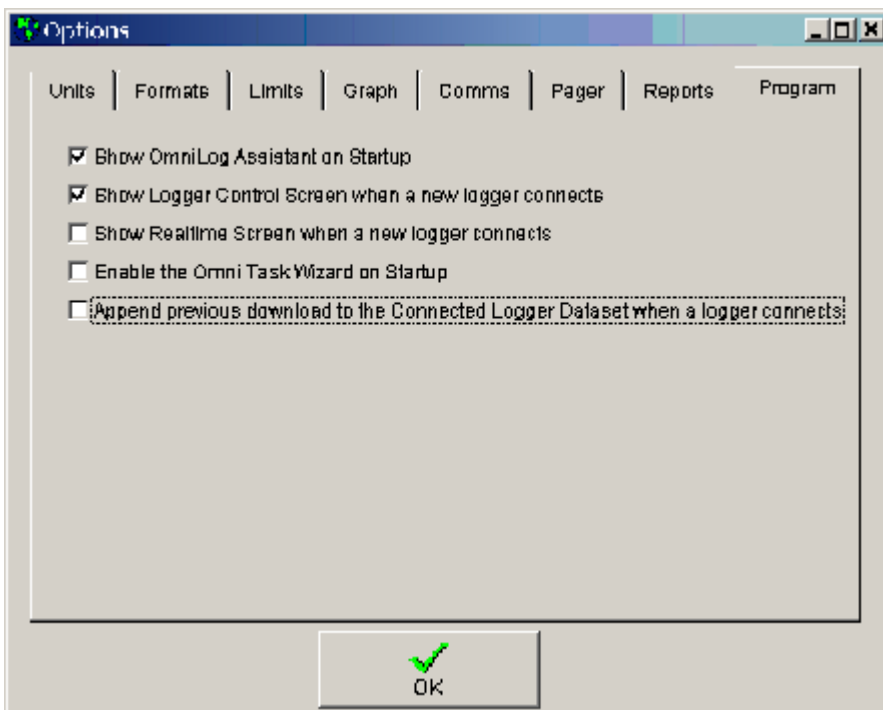 Options
Units Formats Limits Graph Comms Pager Reports Program
Show OmniLog Assistant on Startup
Show Logger Control Screen when a new logger connects
Show Realtime Screen when a new logger connects
Enable the Omni Task Wizard on Startup
Append previous download to the Connected Logger Dataset when a logger connects
OK